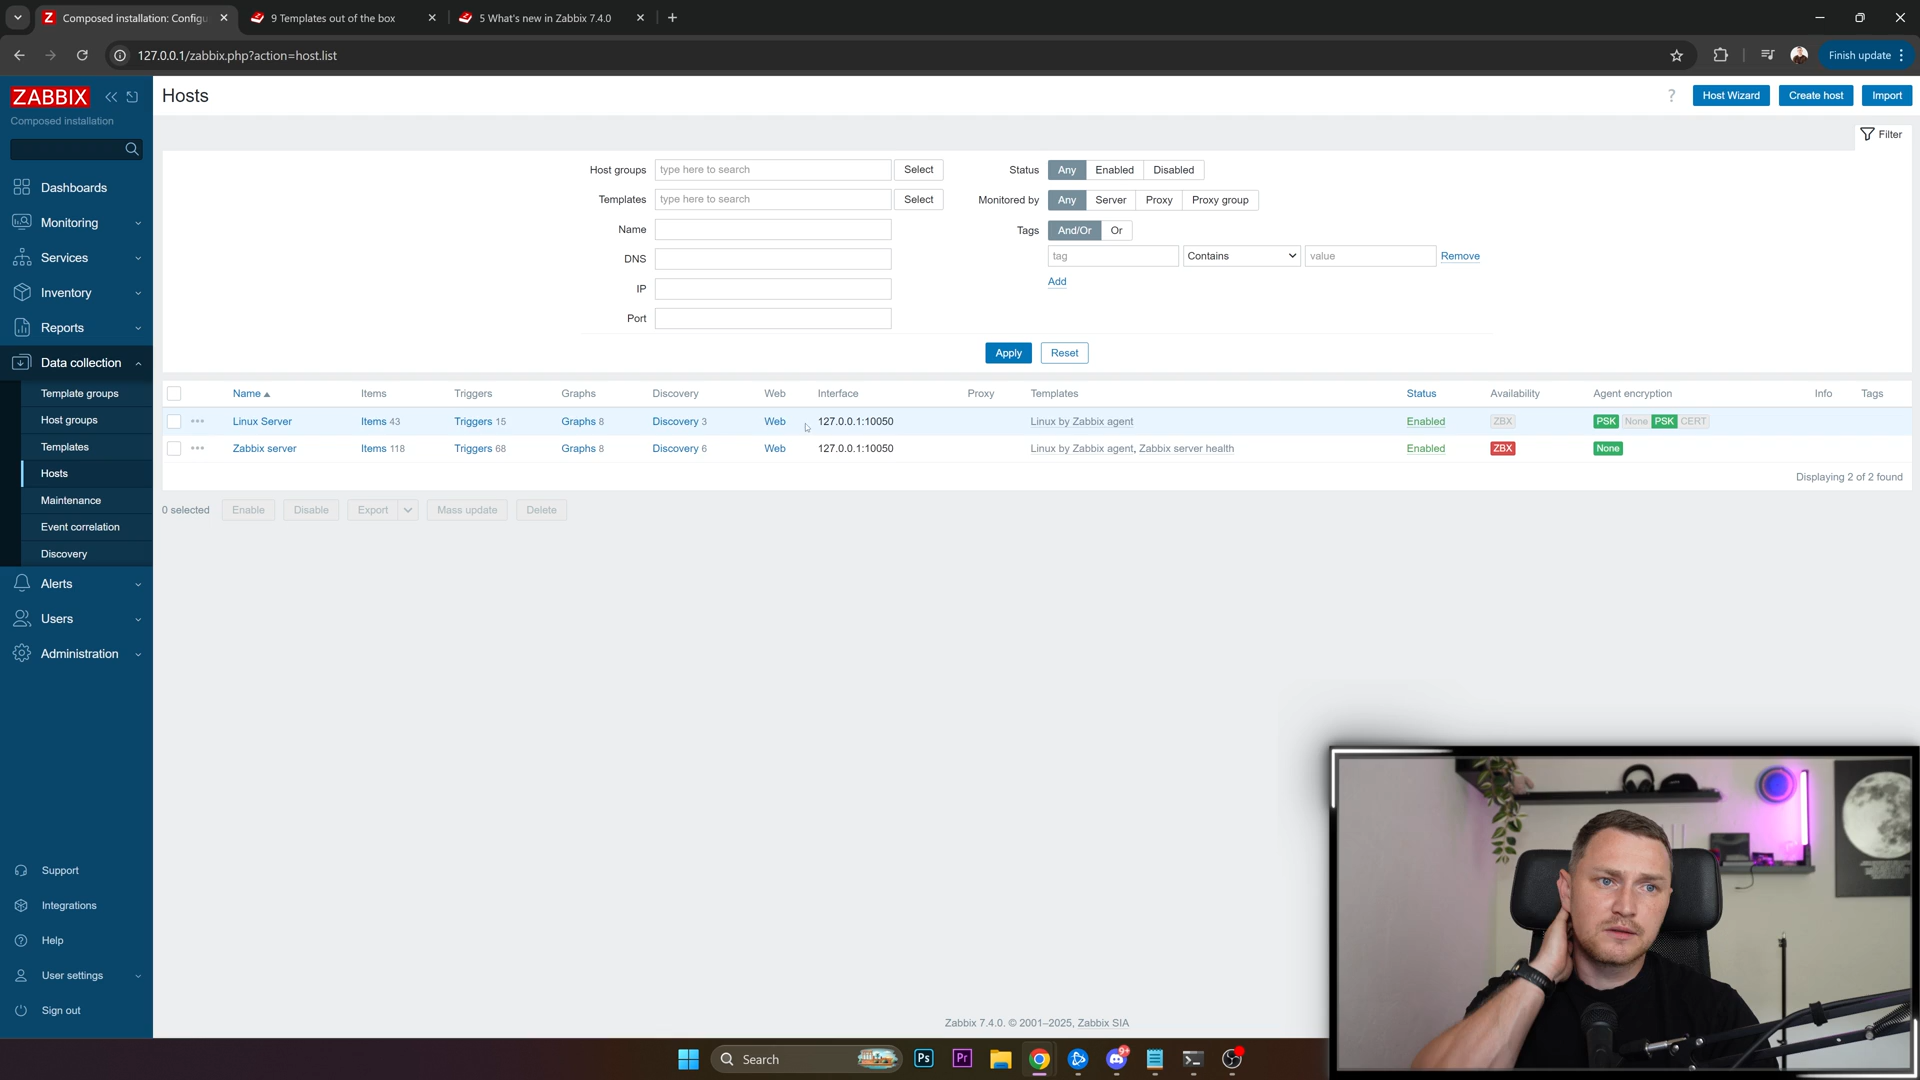 Composed installation: Configu
9 Templates out of the box
5 What's new in Zabbix 7.4.0
127.0.0.1/zabbix.php?action=host.list
Finish update
ZABBIX
Composed installation
Dashboards
Monitoring
Services
Inventory
Reports
Data collection
Template groups
Host groups
Templates
Hosts
Maintenance
Event correlation
Discovery
Alerts
Users
Administration
Support
Integrations
Help
User settings
Sign out
Hosts
? Host Wizard Create host Import
Filter
Host groups type here to search Select
Templates type here to search Select
Name
DNS
IP
Port
Status Any Enabled Disabled
Monitored by Any Server Proxy Proxy group
Tags And/Or Or
tag Contains value Remove
Add
Apply Reset
Name Items Triggers Graphs Discovery Web Interface Proxy Templates Status Availability Agent encryption Info Tags
Linux Server Items 43 Triggers 15 Graphs 8 Discovery 3 Web 127.0.0.1:10050 Linux by Zabbix agent Enabled ZBX PSK None PSK CERT
Zabbix server Items 118 Triggers 68 Graphs 8 Discovery 6 Web 127.0.0.1:10050 Linux by Zabbix agent, Zabbix server health Enabled ZBX None
Displaying 2 of 2 found
0 selected Enable Disable Export Mass update Delete
Zabbix 7.4.0. © 2001–2025, Zabbix SIA
Search Ps Pr 9+